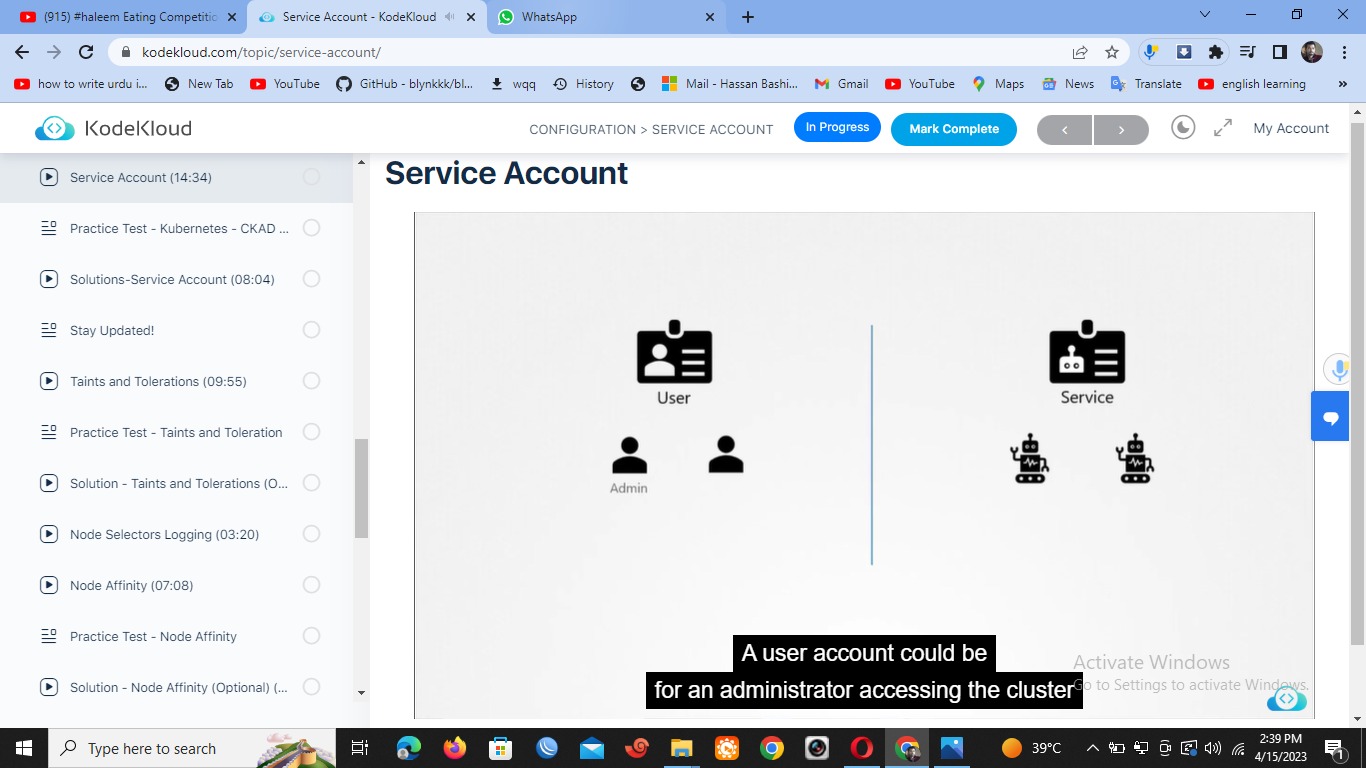 (915) #haleem Eating Competitio
Service Account - KodeKloud
WhatsApp
kodekloud.com/topic/service-account/
how to write urdu i...
New Tab
YouTube
GitHub - blynkkk/bl...
wqq
History
Mail - Hassan Bashi...
Gmail
YouTube
Maps
News
Translate
english learning
»
KodeKloud
CONFIGURATION > SERVICE ACCOUNT
In Progress
Mark Complete
<
>
My Account
Service Account (14:34)
Practice Test - Kubernetes - CKAD ...
Solutions-Service Account (08:04)
Stay Updated!
Taints and Tolerations (09:55)
Practice Test - Taints and Toleration
Solution - Taints and Tolerations (O...
Node Selectors Logging (03:20)
Node Affinity (07:08)
Practice Test - Node Affinity
Solution - Node Affinity (Optional) (...
Service Account
User
Admin
Service
A user account could be
for an administrator accessing the cluster
Activate Windows
Go to Settings to activate Windows.
Type here to search
39°C
2:39 PM
4/15/2023
1